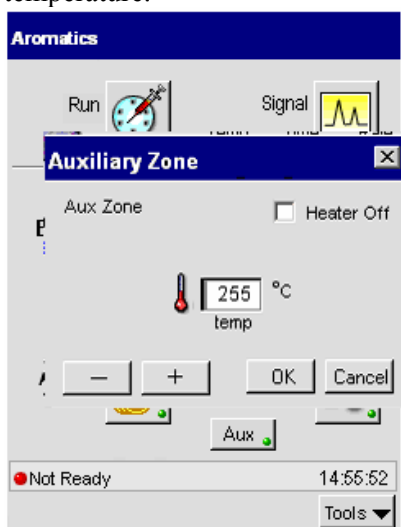 temperature.
Aromatics
Run Signal
Auxiliary Zone
Aux Zone Heater Off
255 °C
temp
− + OK Cancel
Aux
Not Ready 14:55:52
Tools